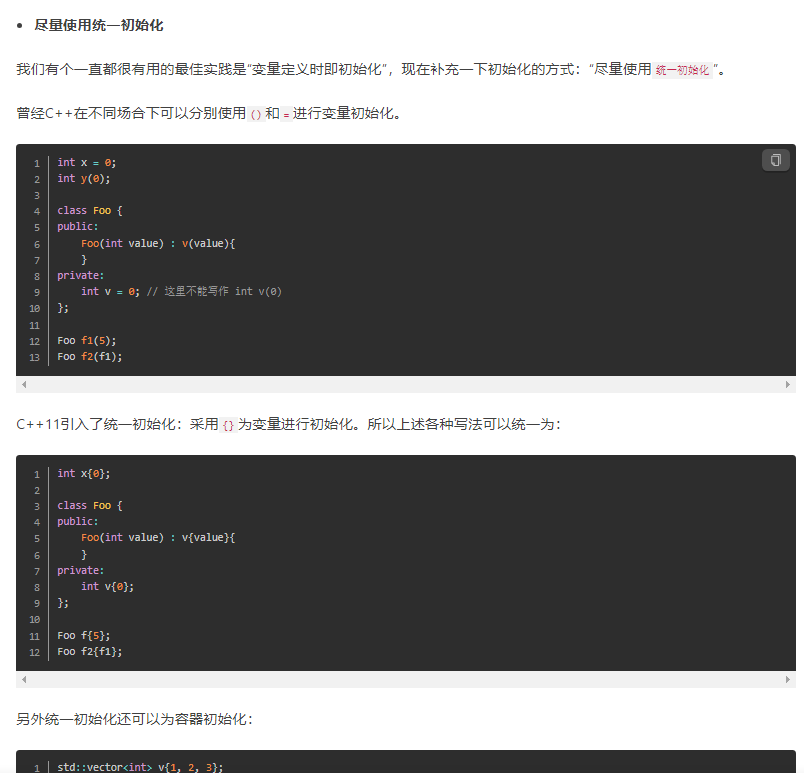 • 尽量使用统一初始化
我们有个一直都很有用的最佳实践是“变量定义时即初始化”，现在补充一下初始化的方式：“尽量使用 统一初始化 ”。
曾经C++在不同场合下可以分别使用 () 和 = 进行变量初始化。
1 int x = 0;
2 int y(0);
3
4 class Foo {
5 public:
6     Foo(int value) : v(value){
7     }
8 private:
9     int v = 0; // 这里不能写作 int v(0)
10 };
11
12 Foo f1(5);
13 Foo f2(f1);
C++11引入了统一初始化：采用 {} 为变量进行初始化。所以上述各种写法可以统一为：
1 int x{0};
2
3 class Foo {
4 public:
5     Foo(int value) : v{value}{
6     }
7 private:
8     int v{0};
9 };
10
11 Foo f{5};
12 Foo f2{f1};
另外统一初始化还可以为容器初始化：
1 std::vector<int> v{1, 2, 3};